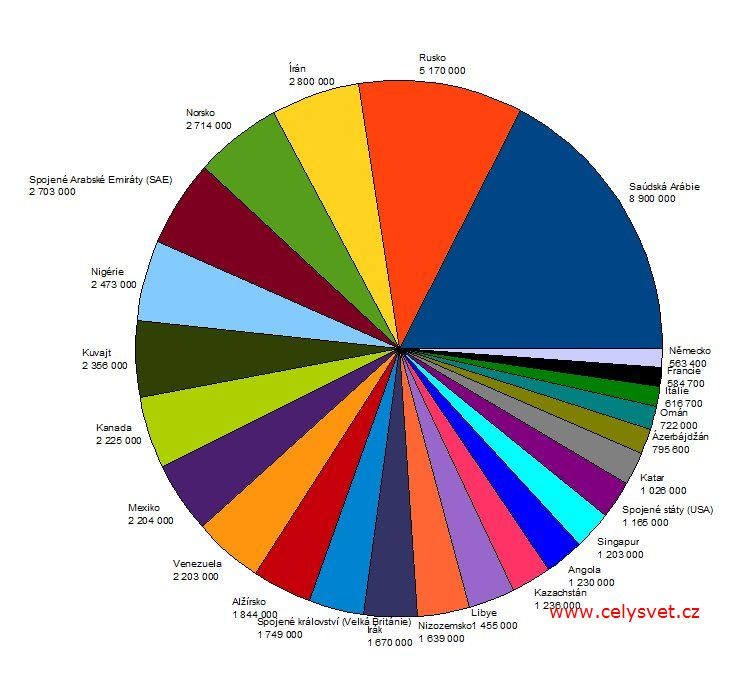 Rusko
5 170 000
Írán
2 800 000
Norsko
2 714 000
Spojené Arabské Emiráty (SAE)
2 703 000
Saúdská Arábie
8 900 000
Nigérie
2 473 000
Kuvajt
2 356 000
Kanada
2 225 000
Mexiko
2 204 000
Venezuela
2 203 000
Alžírsko
1 844 000
Spojené království (Velká Británie)
1 749 000
Irák
1 670 000
Nizozemsko
1 639 000
Libye
1 455 000
Kazachstán
1 236 000
Angola
1 230 000
Singapur
1 203 000
Spojené státy (USA)
1 165 000
Katar
1 026 000
Ázerbájdžán
795 600
Omán
722 000
Itálie
616 700
Francie
584 700
Německo
563 400
www.celysvet.cz